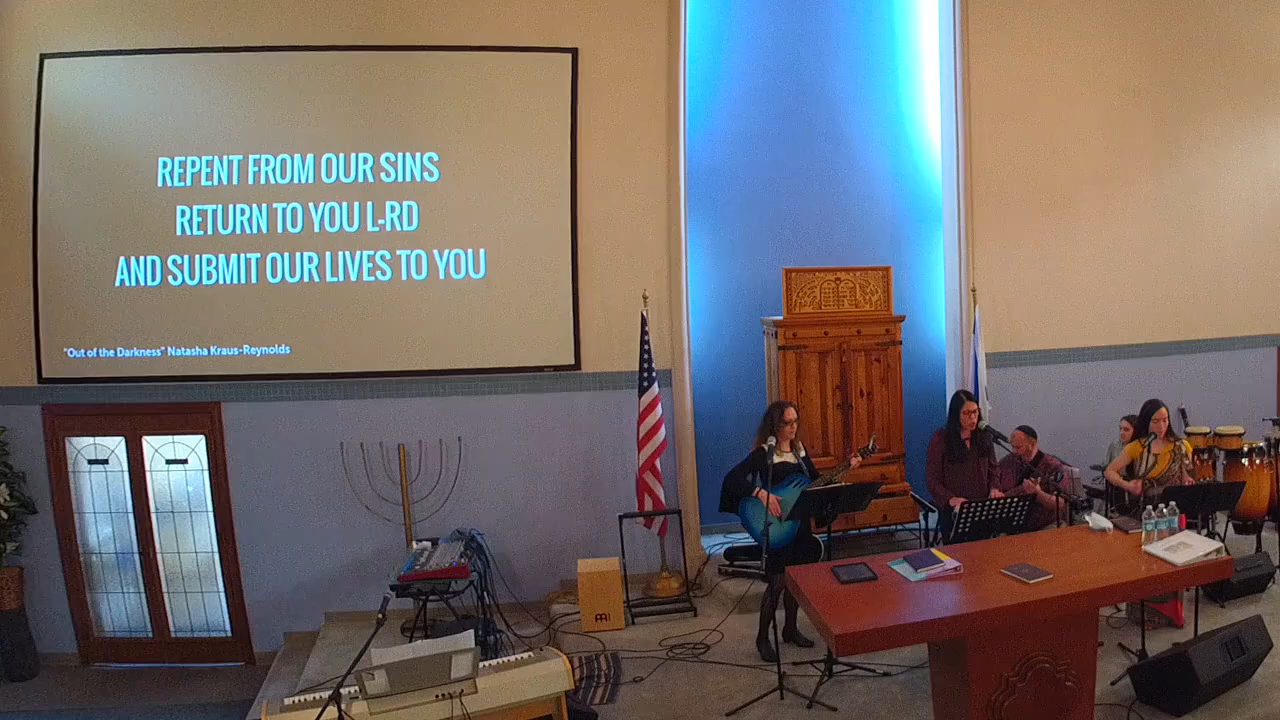 REPENT FROM OUR SINS
RETURN TO YOU L-RD
AND SUBMIT OUR LIVES TO YOU
"Out of the Darkness" Natasha Kraus-Reynolds